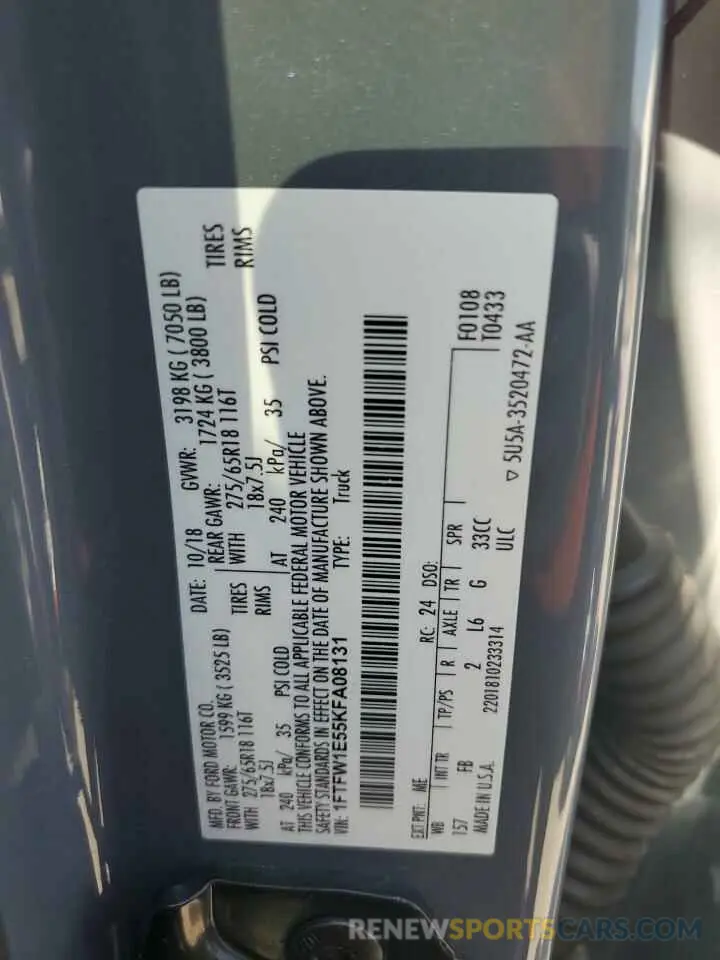 MFD. BY FORD MOTOR CO.
DATE: 10/18 GVWR: 3198 KG ( 7050 LB)
FRONT GAWR: 1599 KG ( 3525 LB) REAR GAWR: 1724 KG ( 3800 LB)
WITH 275/65R18 116T TIRES WITH 275/65R18 116T TIRES
18x7.5J RIMS 18x7.5J RIMS
AT 240 kPa/ 35 PSI COLD AT 240 kPa/ 35 PSI COLD
THIS VEHICLE CONFORMS TO ALL APPLICABLE FEDERAL MOTOR VEHICLE
SAFETY STANDARDS IN EFFECT ON THE DATE OF MANUFACTURE SHOWN ABOVE.
VIN: 1FTFW1E55KFA08131 TYPE: Truck
EXT PNT: ME RC: 24 DSO:
WB INT TR TP/PS R AXLE TR SPR F0108
157 FB 2 L6 G 33CC T0433
MADE IN U.S.A. 2201810233314 ULC 5U5A-3520472-AA
RENEWSPORTSCARS.COM